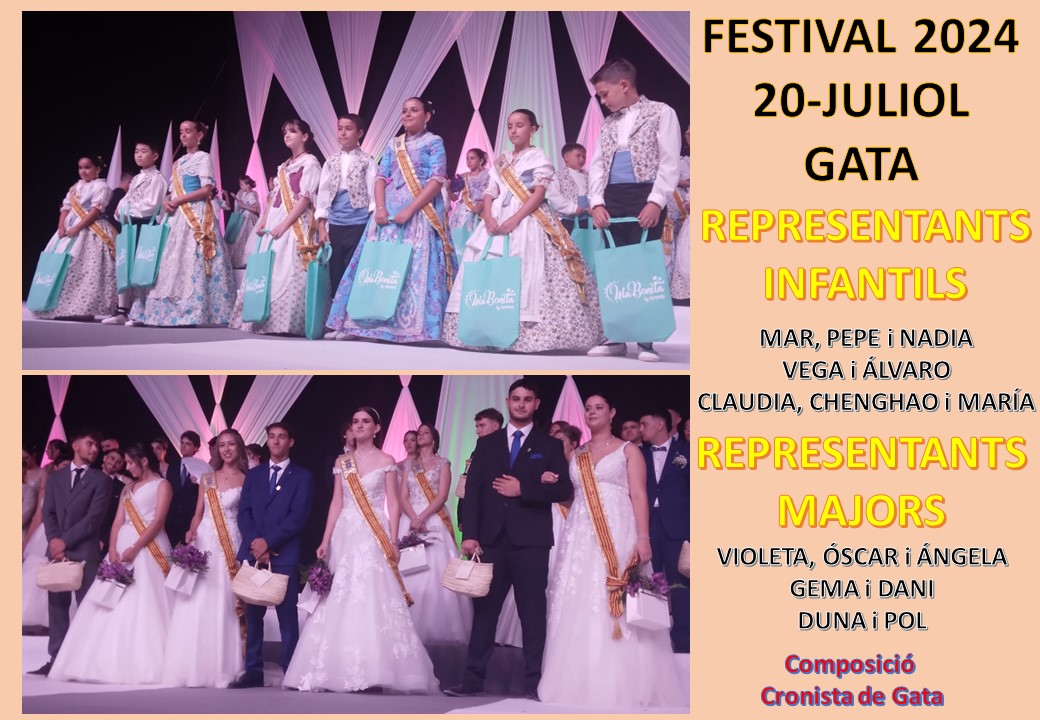 FESTIVAL 2024
20-JULIOL
GATA
REPRESENTANTS
INFANTILS
MAR, PEPE i NADIA
VEGA i ÁLVARO
CLAUDIA, CHENGHAO i MARÍA
REPRESENTANTS
MAJORS
VIOLETA, ÓSCAR i ÁNGELA
GEMA i DANI
DUNA i POL
Composició
Cronista de Gata